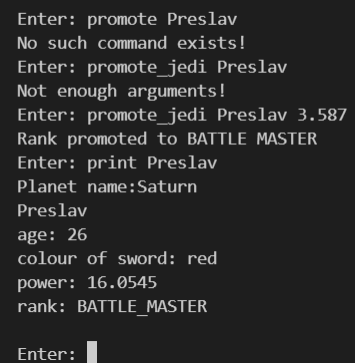 Enter: promote Preslav
No such command exists!
Enter: promote_jedi Preslav
Not enough arguments!
Enter: promote_jedi Preslav 3.587
Rank promoted to BATTLE MASTER
Enter: print Preslav
Planet name:Saturn
Preslav
age: 26
colour of sword: red
power: 16.0545
rank: BATTLE_MASTER
Enter: